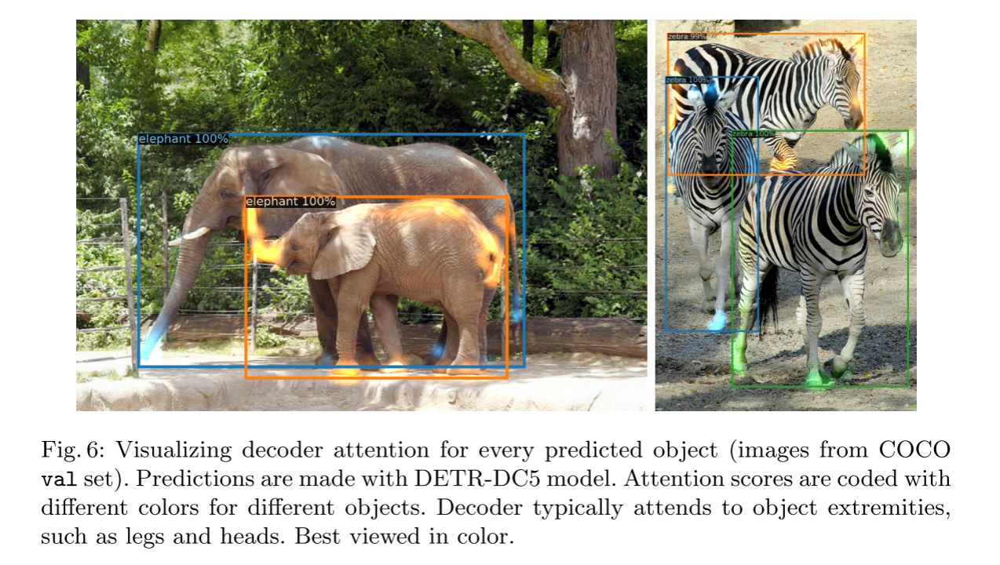 elephant 100%
elephant 100%
zebra 99%
zebra 100%
zebra 100%
Fig. 6: Visualizing decoder attention for every predicted object (images from COCO
val set). Predictions are made with DETR-DC5 model. Attention scores are coded with
different colors for different objects. Decoder typically attends to object extremities,
such as legs and heads. Best viewed in color.